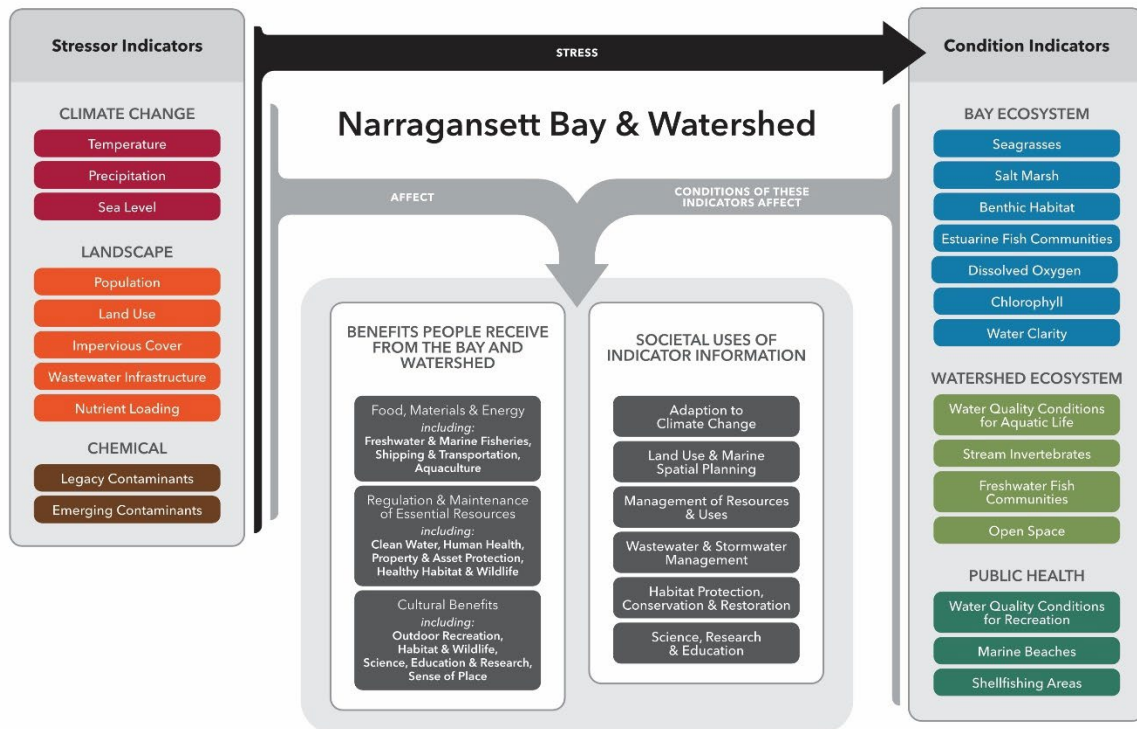 Stressor Indicators
CLIMATE CHANGE
Temperature
Precipitation
Sea Level
LANDSCAPE
Population
Land Use
Impervious Cover
Wastewater Infrastructure
Nutrient Loading
CHEMICAL
Legacy Contaminants
Emerging Contaminants
STRESS
Narragansett Bay & Watershed
AFFECT
CONDITIONS OF THESE
INDICATORS AFFECT
BENEFITS PEOPLE RECEIVE
FROM THE BAY AND
WATERSHED
Food, Materials & Energy
including:
Freshwater & Marine Fisheries,
Shipping & Transportation,
Aquaculture
Regulation & Maintenance
of Essential Resources
including:
Clean Water, Human Health,
Property & Asset Protection,
Healthy Habitat & Wildlife
Cultural Benefits
including:
Outdoor Recreation,
Habitat & Wildlife,
Science, Education & Research,
Sense of Place
SOCIETAL USES OF
INDICATOR INFORMATION
Adaption to
Climate Change
Land Use & Marine
Spatial Planning
Management of Resources
& Uses
Wastewater & Stormwater
Management
Habitat Protection,
Conservation & Restoration
Science, Research
& Education
Condition Indicators
BAY ECOSYSTEM
Seagrasses
Salt Marsh
Benthic Habitat
Estuarine Fish Communities
Dissolved Oxygen
Chlorophyll
Water Clarity
WATERSHED ECOSYSTEM
Water Quality Conditions
for Aquatic Life
Stream Invertebrates
Freshwater Fish
Communities
Open Space
PUBLIC HEALTH
Water Quality Conditions
for Recreation
Marine Beaches
Shellfishing Areas